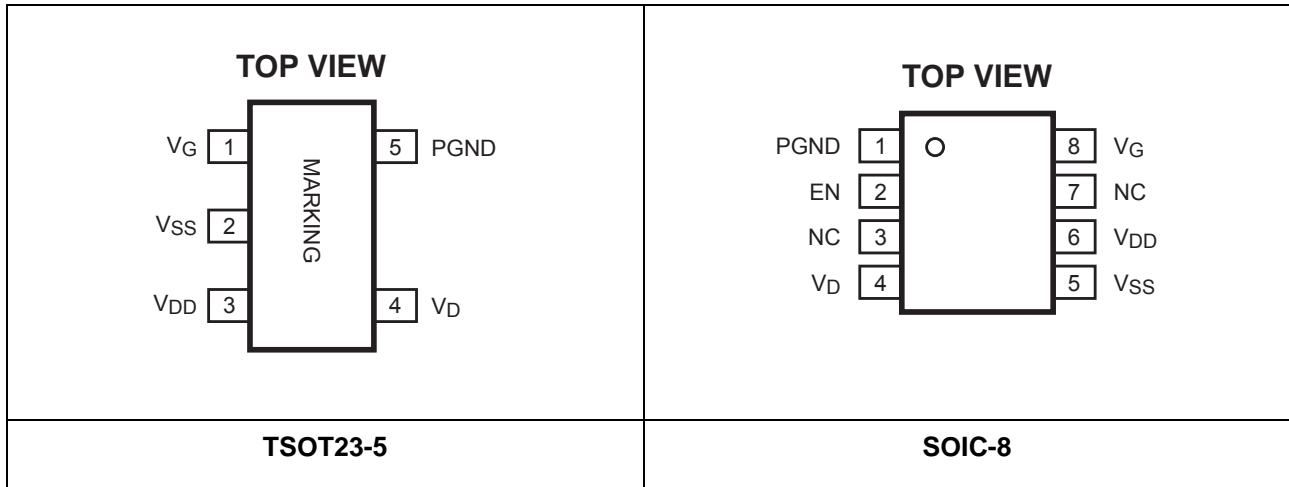 TOP VIEW
VG 1
5 PGND
VSS 2
MARKING
VDD 3
4 VD
TSOT23-5
TOP VIEW
PGND 1
8 VG
EN 2
7 NC
NC 3
6 VDD
VD 4
5 VSS
SOIC-8